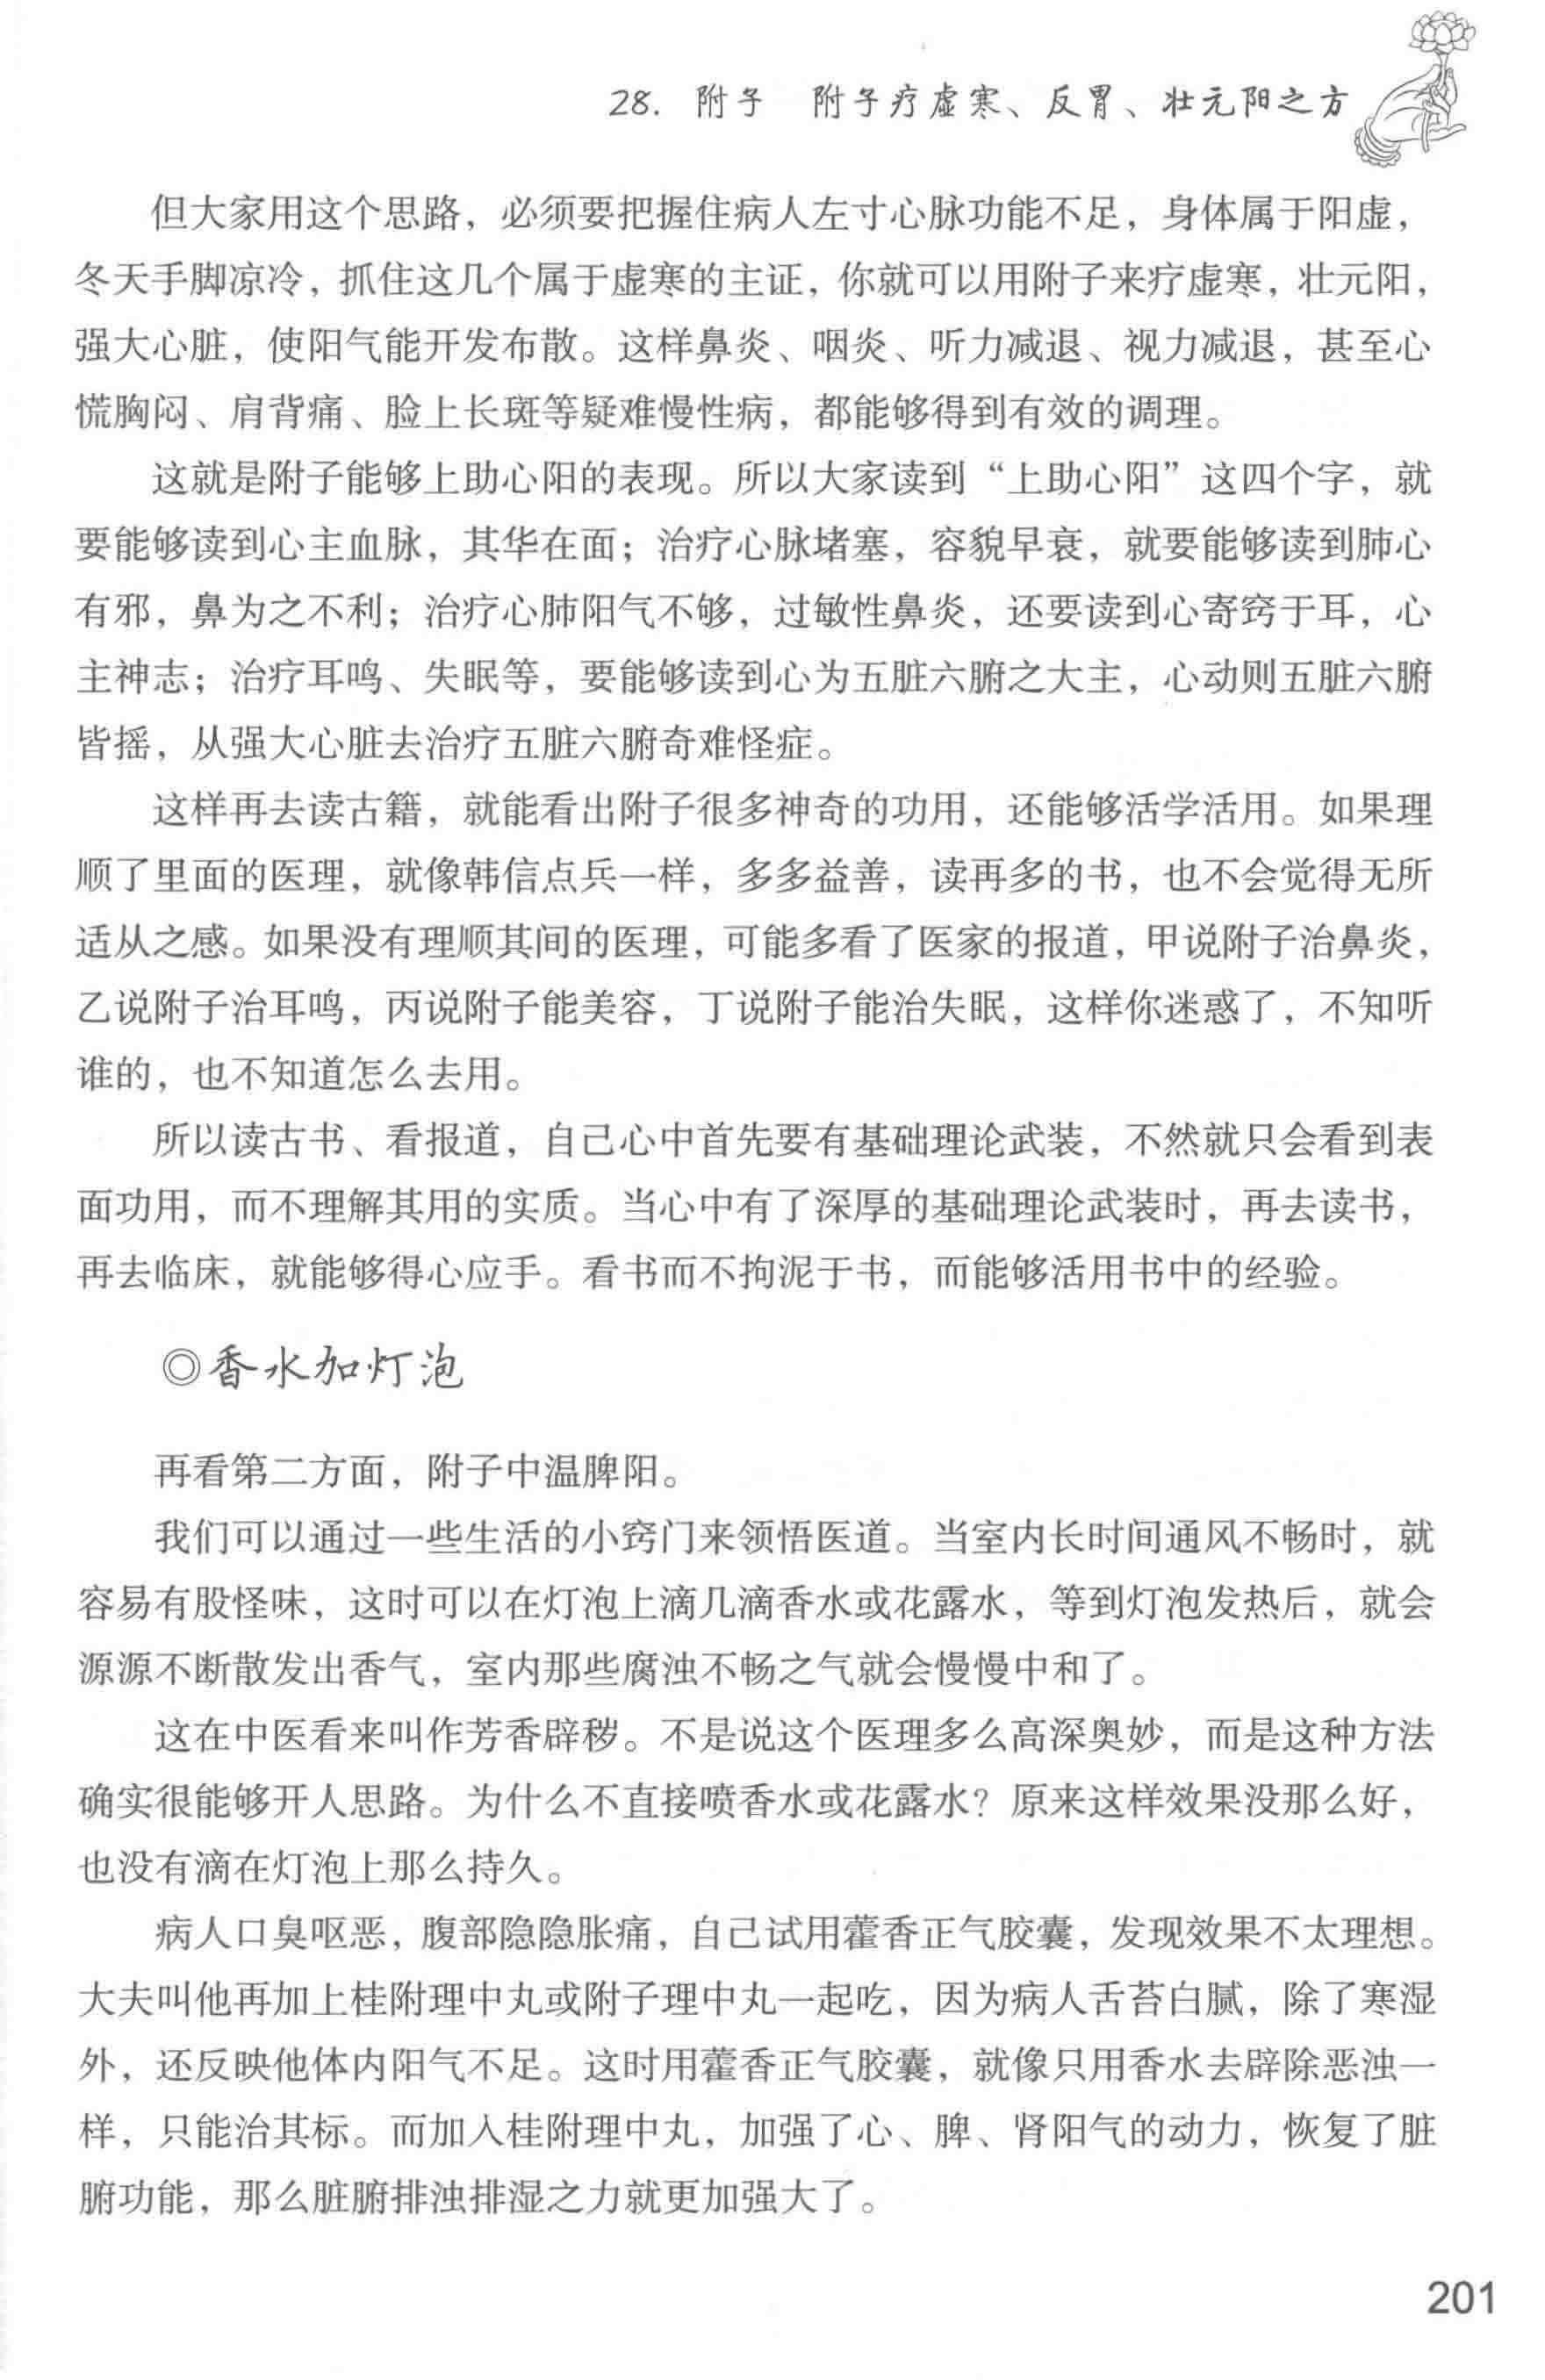 28. 附子　附子疗虚寒、反胃、壮元阳之方
但大家用这个思路，必须要把握住病人左寸心脉功能不足，身体属于阳虚，
冬天手脚凉冷，抓住这几个属于虚寒的主证，你就可以用附子来疗虚寒，壮元阳，
强大心脏，使阳气能开发布散。这样鼻炎、咽炎、听力减退、视力减退，甚至心
慌胸闷、肩背痛、脸上长斑等疑难慢性病，都能够得到有效的调理。
这就是附子能够上助心阳的表现。所以大家读到“上助心阳”这四个字，就
要能够读到心主血脉，其华在面；治疗心脉堵塞，容貌早衰，就要能够读到肺心
有邪，鼻为之不利；治疗心肺阳气不够，过敏性鼻炎，还要读到心寄窍于耳，心
主神志；治疗耳鸣、失眠等，要能够读到心为五脏六腑之大主，心动则五脏六腑
皆摇，从强大心脏去治疗五脏六腑奇难怪症。
这样再去读古籍，就能看出附子很多神奇的功用，还能够活学活用。如果理
顺了里面的医理，就像韩信点兵一样，多多益善，读再多的书，也不会觉得无所
适从之感。如果没有理顺其间的医理，可能多看了医家的报道，甲说附子治鼻炎，
乙说附子治耳鸣，丙说附子能美容，丁说附子能治失眠，这样你迷惑了，不知听
谁的，也不知道怎么去用。
所以读古书、看报道，自己心中首先要有基础理论武装，不然就只会看到表
面功用，而不理解其用的实质。当心中有了深厚的基础理论武装时，再去读书，
再去临床，就能够得心应手。看书而不拘泥于书，而能够活用书中的经验。
◎香水加灯泡
再看第二方面，附子中温脾阳。
我们可以通过一些生活的小窍门来领悟医道。当室内长时间通风不畅时，就
容易有股怪味，这时可以在灯泡上滴几滴香水或花露水，等到灯泡发热后，就会
源源不断散发出香气，室内那些腐浊不畅之气就会慢慢中和了。
这在中医看来叫作芳香辟秽。不是说这个医理多么高深奥妙，而是这种方法
确实很能够开人思路。为什么不直接喷香水或花露水？原来这样效果没那么好，
也没有滴在灯泡上那么持久。
病人口臭呕恶，腹部隐隐胀痛，自己试用藿香正气胶囊，发现效果不太理想。
大夫叫他再加上桂附理中丸或附子理中丸一起吃，因为病人舌苔白腻，除了寒湿
外，还反映他体内阳气不足。这时用藿香正气胶囊，就像只用香水去辟除恶浊一
样，只能治其标。而加入桂附理中丸，加强了心、脾、肾阳气的动力，恢复了脏
腑功能，那么脏腑排浊排湿之力就更加强大了。
201